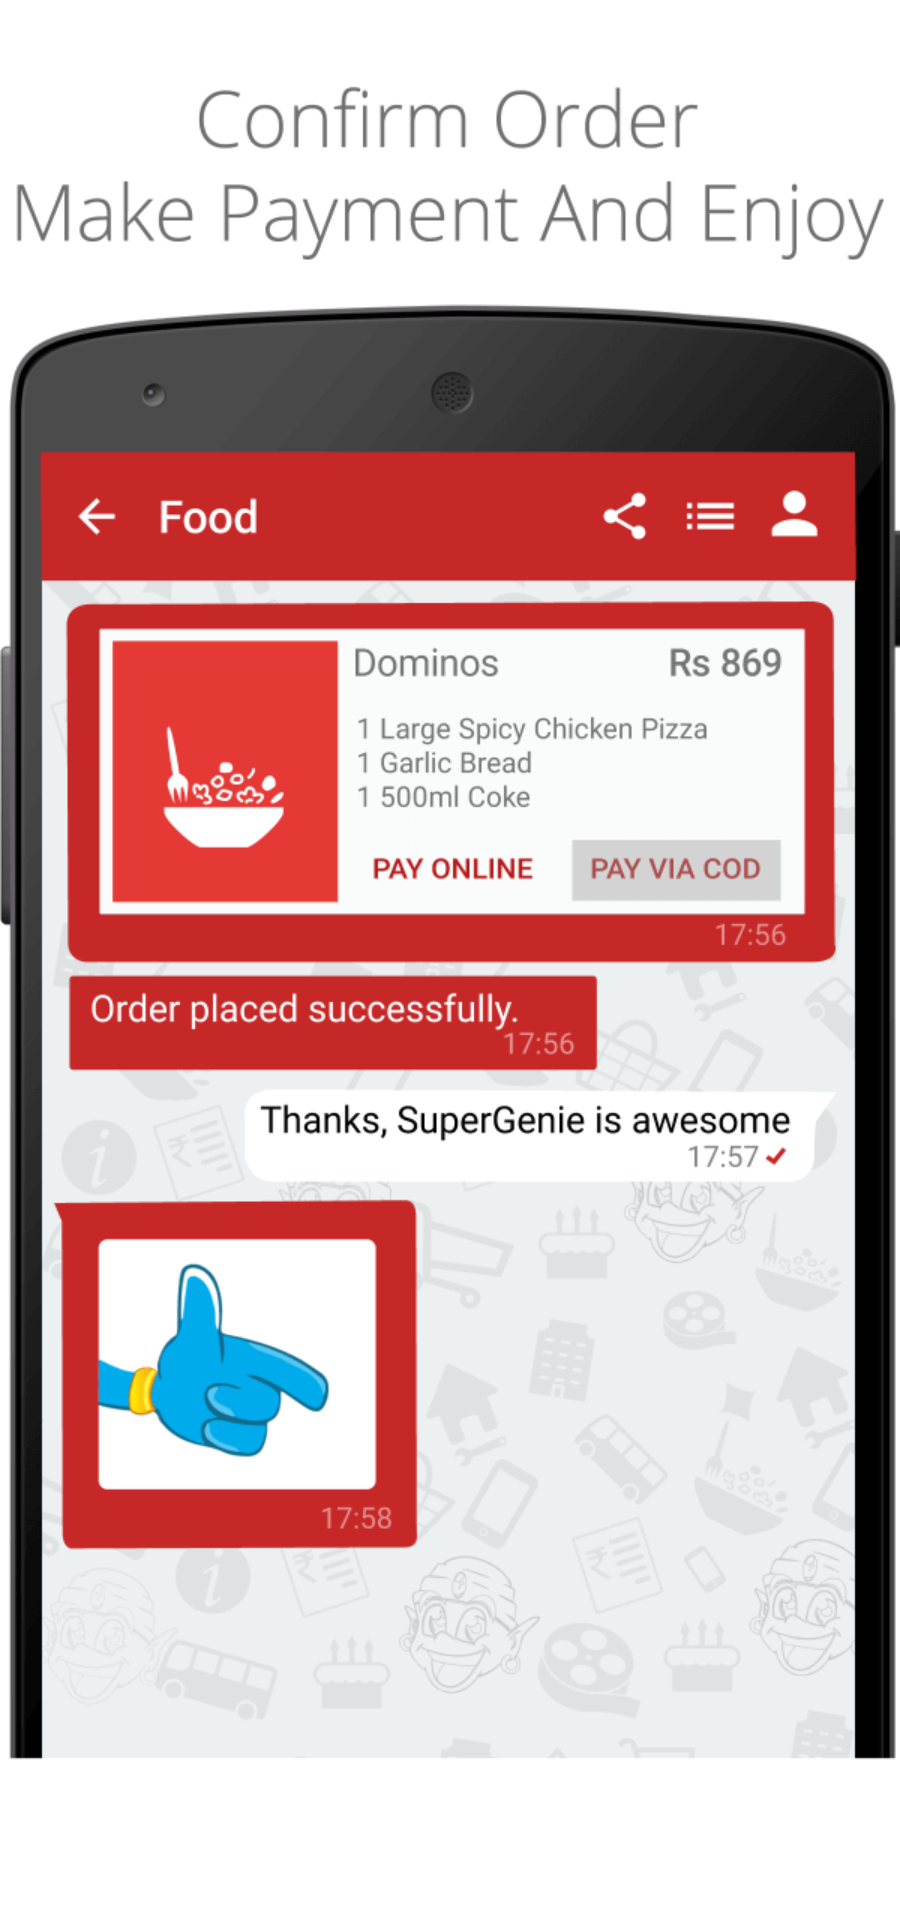 Confirm Order
Make Payment And Enjoy
Food
Dominos
Rs 869
1 Large Spicy Chicken Pizza
1 Garlic Bread
1 500ml Coke
PAY ONLINE
PAY VIA COD
17:56
Order placed successfully.
17:56
Thanks, SuperGenie is awesome
17:57
17:58